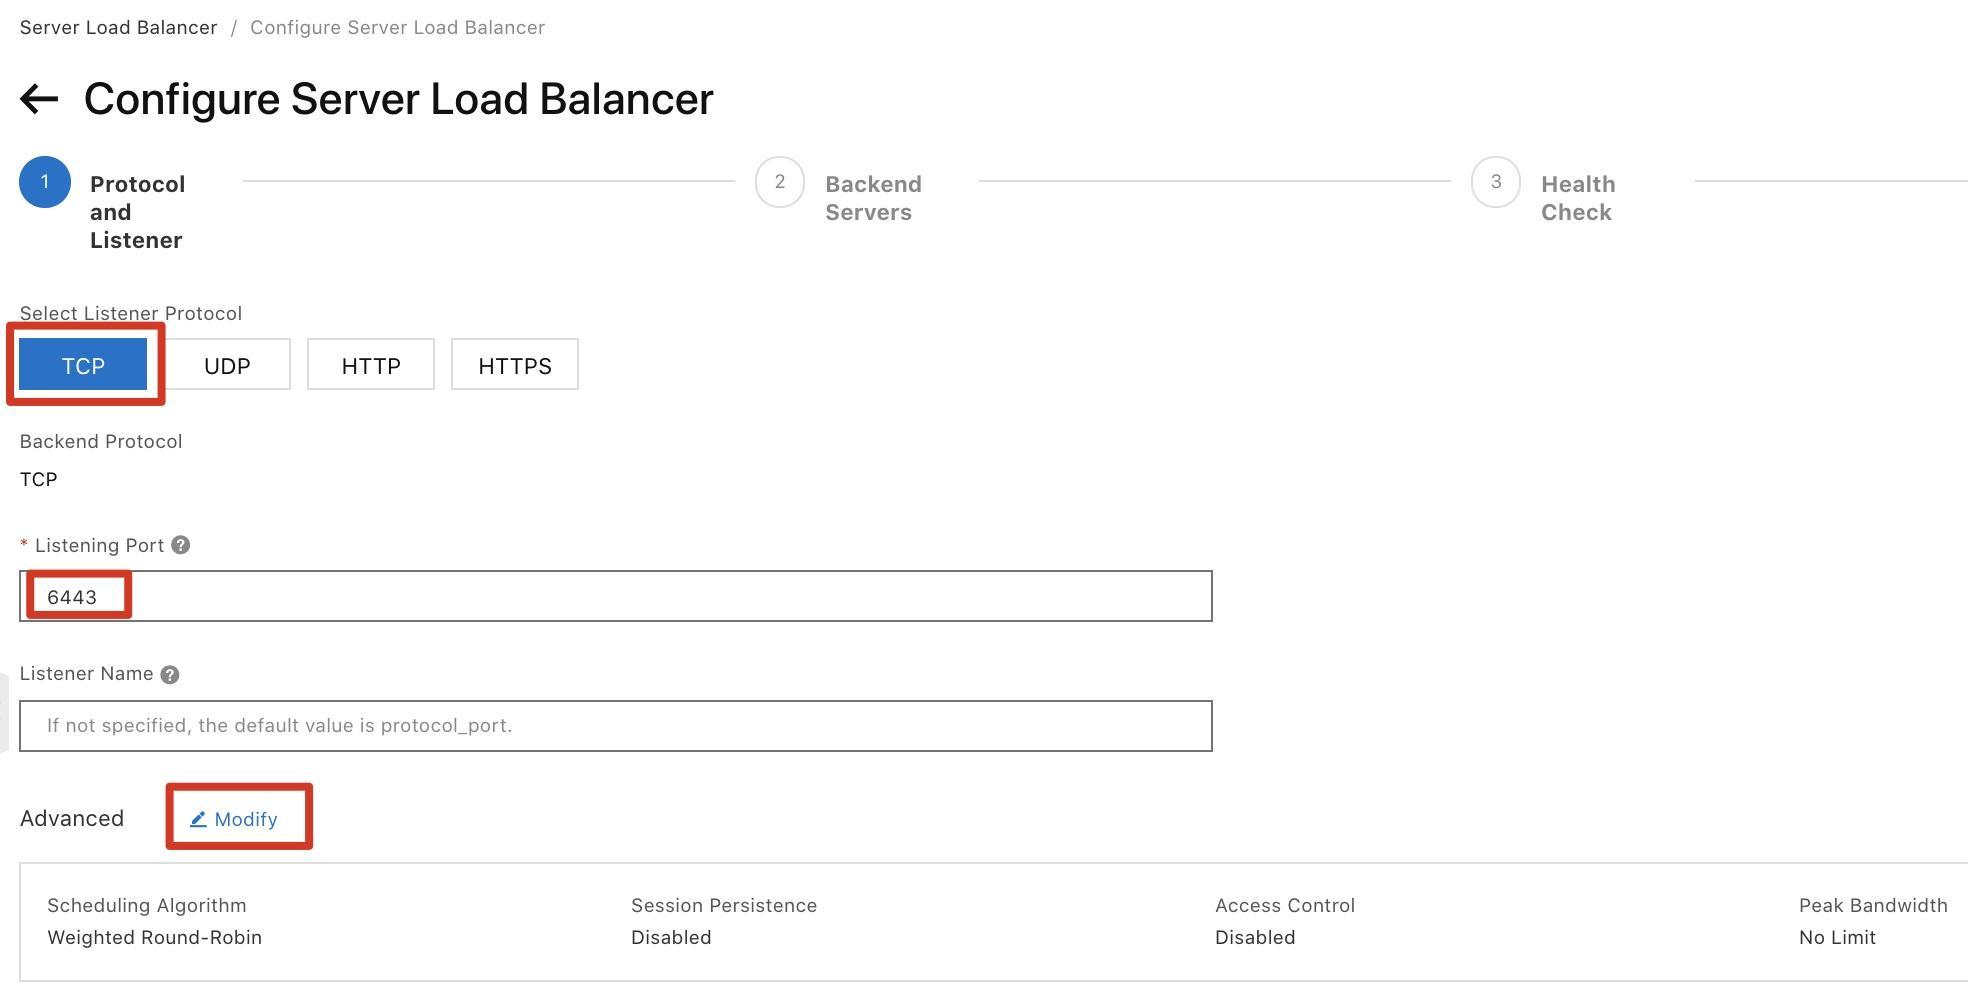 Server Load Balancer / Configure Server Load Balancer
← Configure Server Load Balancer
1 Protocol and Listener
2 Backend Servers
3 Health Check
Select Listener Protocol
TCP UDP HTTP HTTPS
Backend Protocol
TCP
* Listening Port ?
6443
Listener Name ?
If not specified, the default value is protocol_port.
Advanced Modify
Scheduling Algorithm Session Persistence Access Control Peak Bandwidth
Weighted Round-Robin Disabled Disabled No Limit